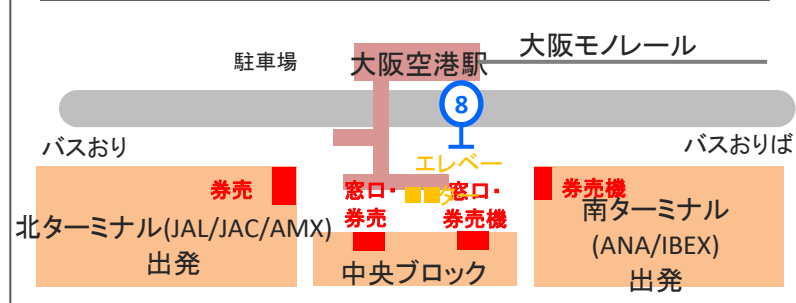 大阪モノレール
大阪空港駅
駐車場
8
バスおり
バスおりば
エレベー
ター
券売
窓口・
券売
窓口・
券売機
券売機
北ターミナル(JAL/JAC/AMX)
出発
中央ブロック
南ターミナル
(ANA/IBEX)
出発